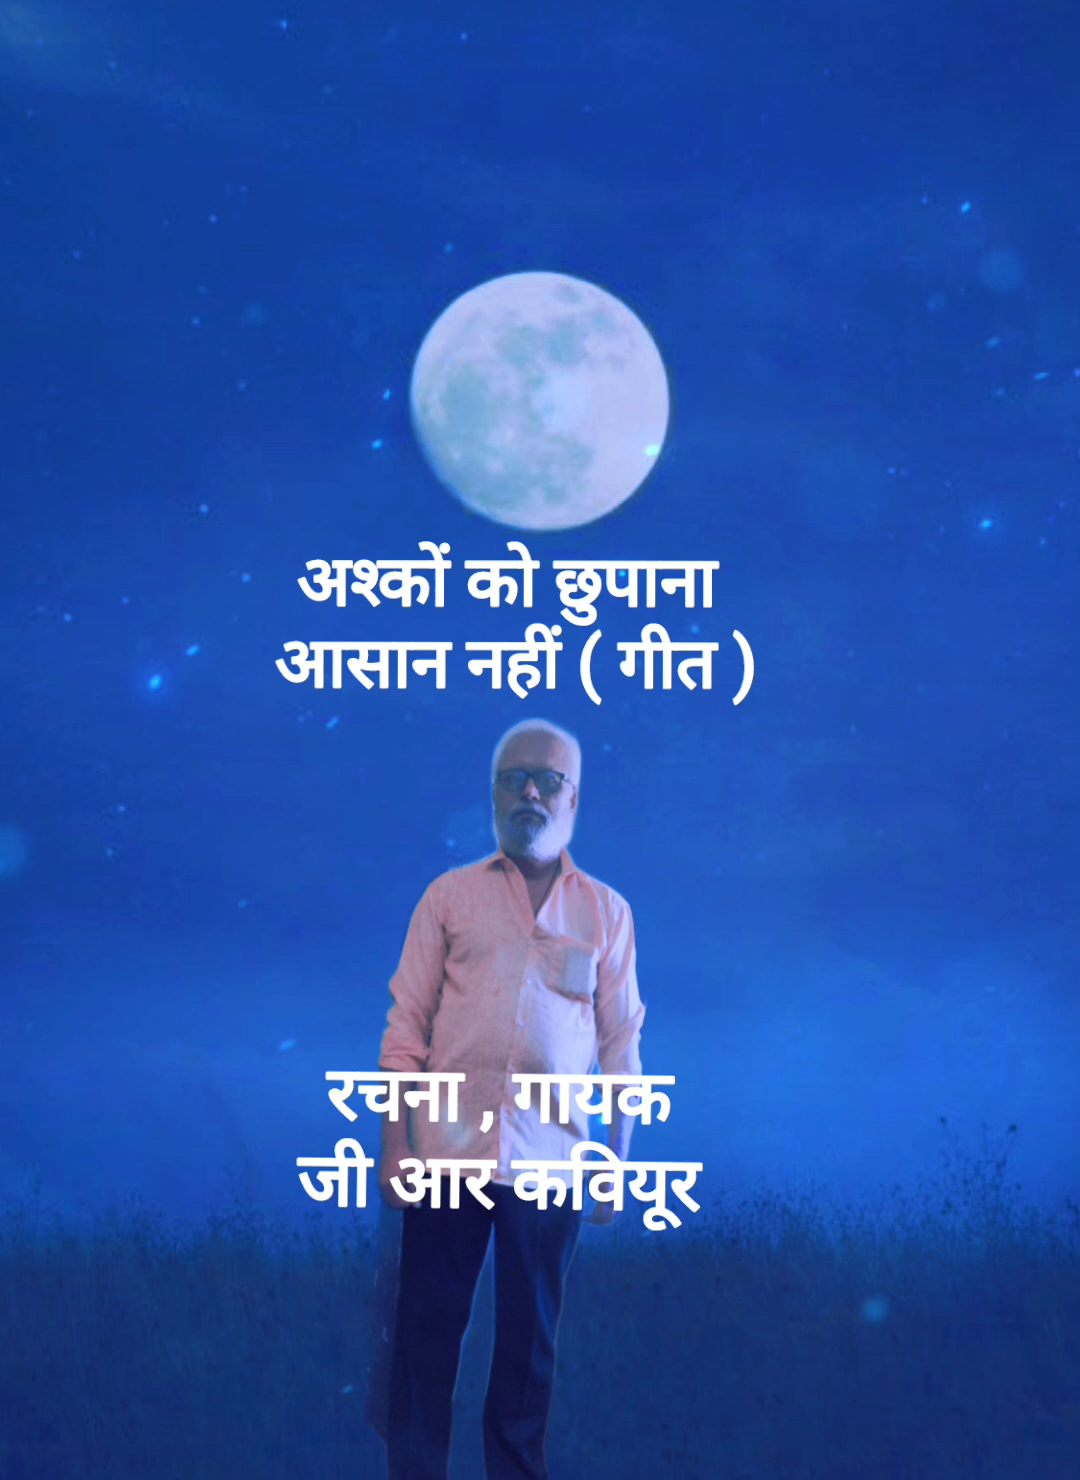 अश्कों को छुपाना
आसान नहीं ( गीत )
रचना , गायक
जी आर कवियूर